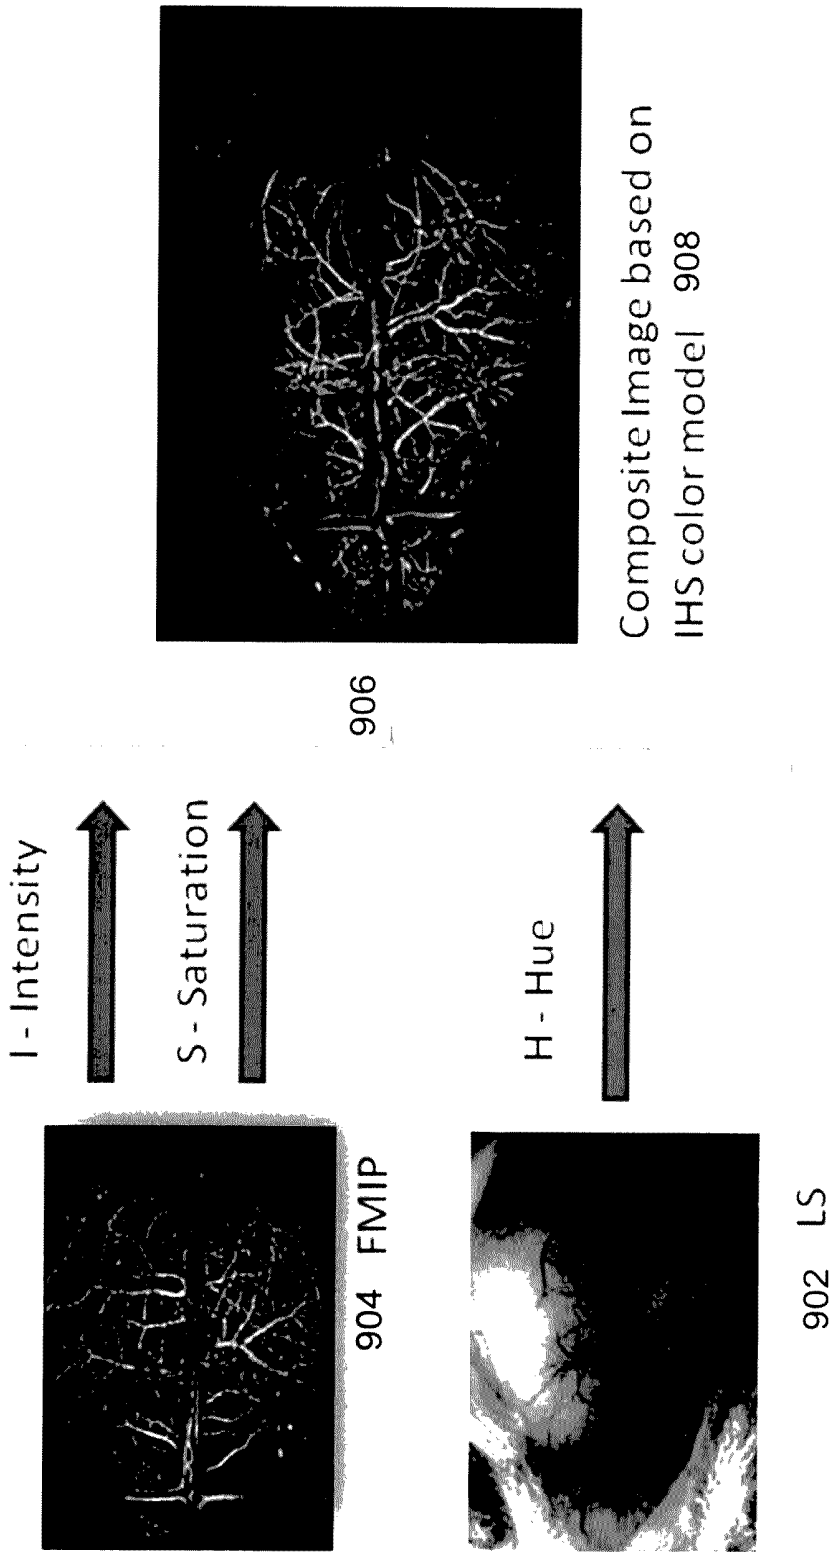 I - Intensity
S - Saturation
904 FMIP
H - Hue
902 LS
906
Composite Image based on
IHS color model 908